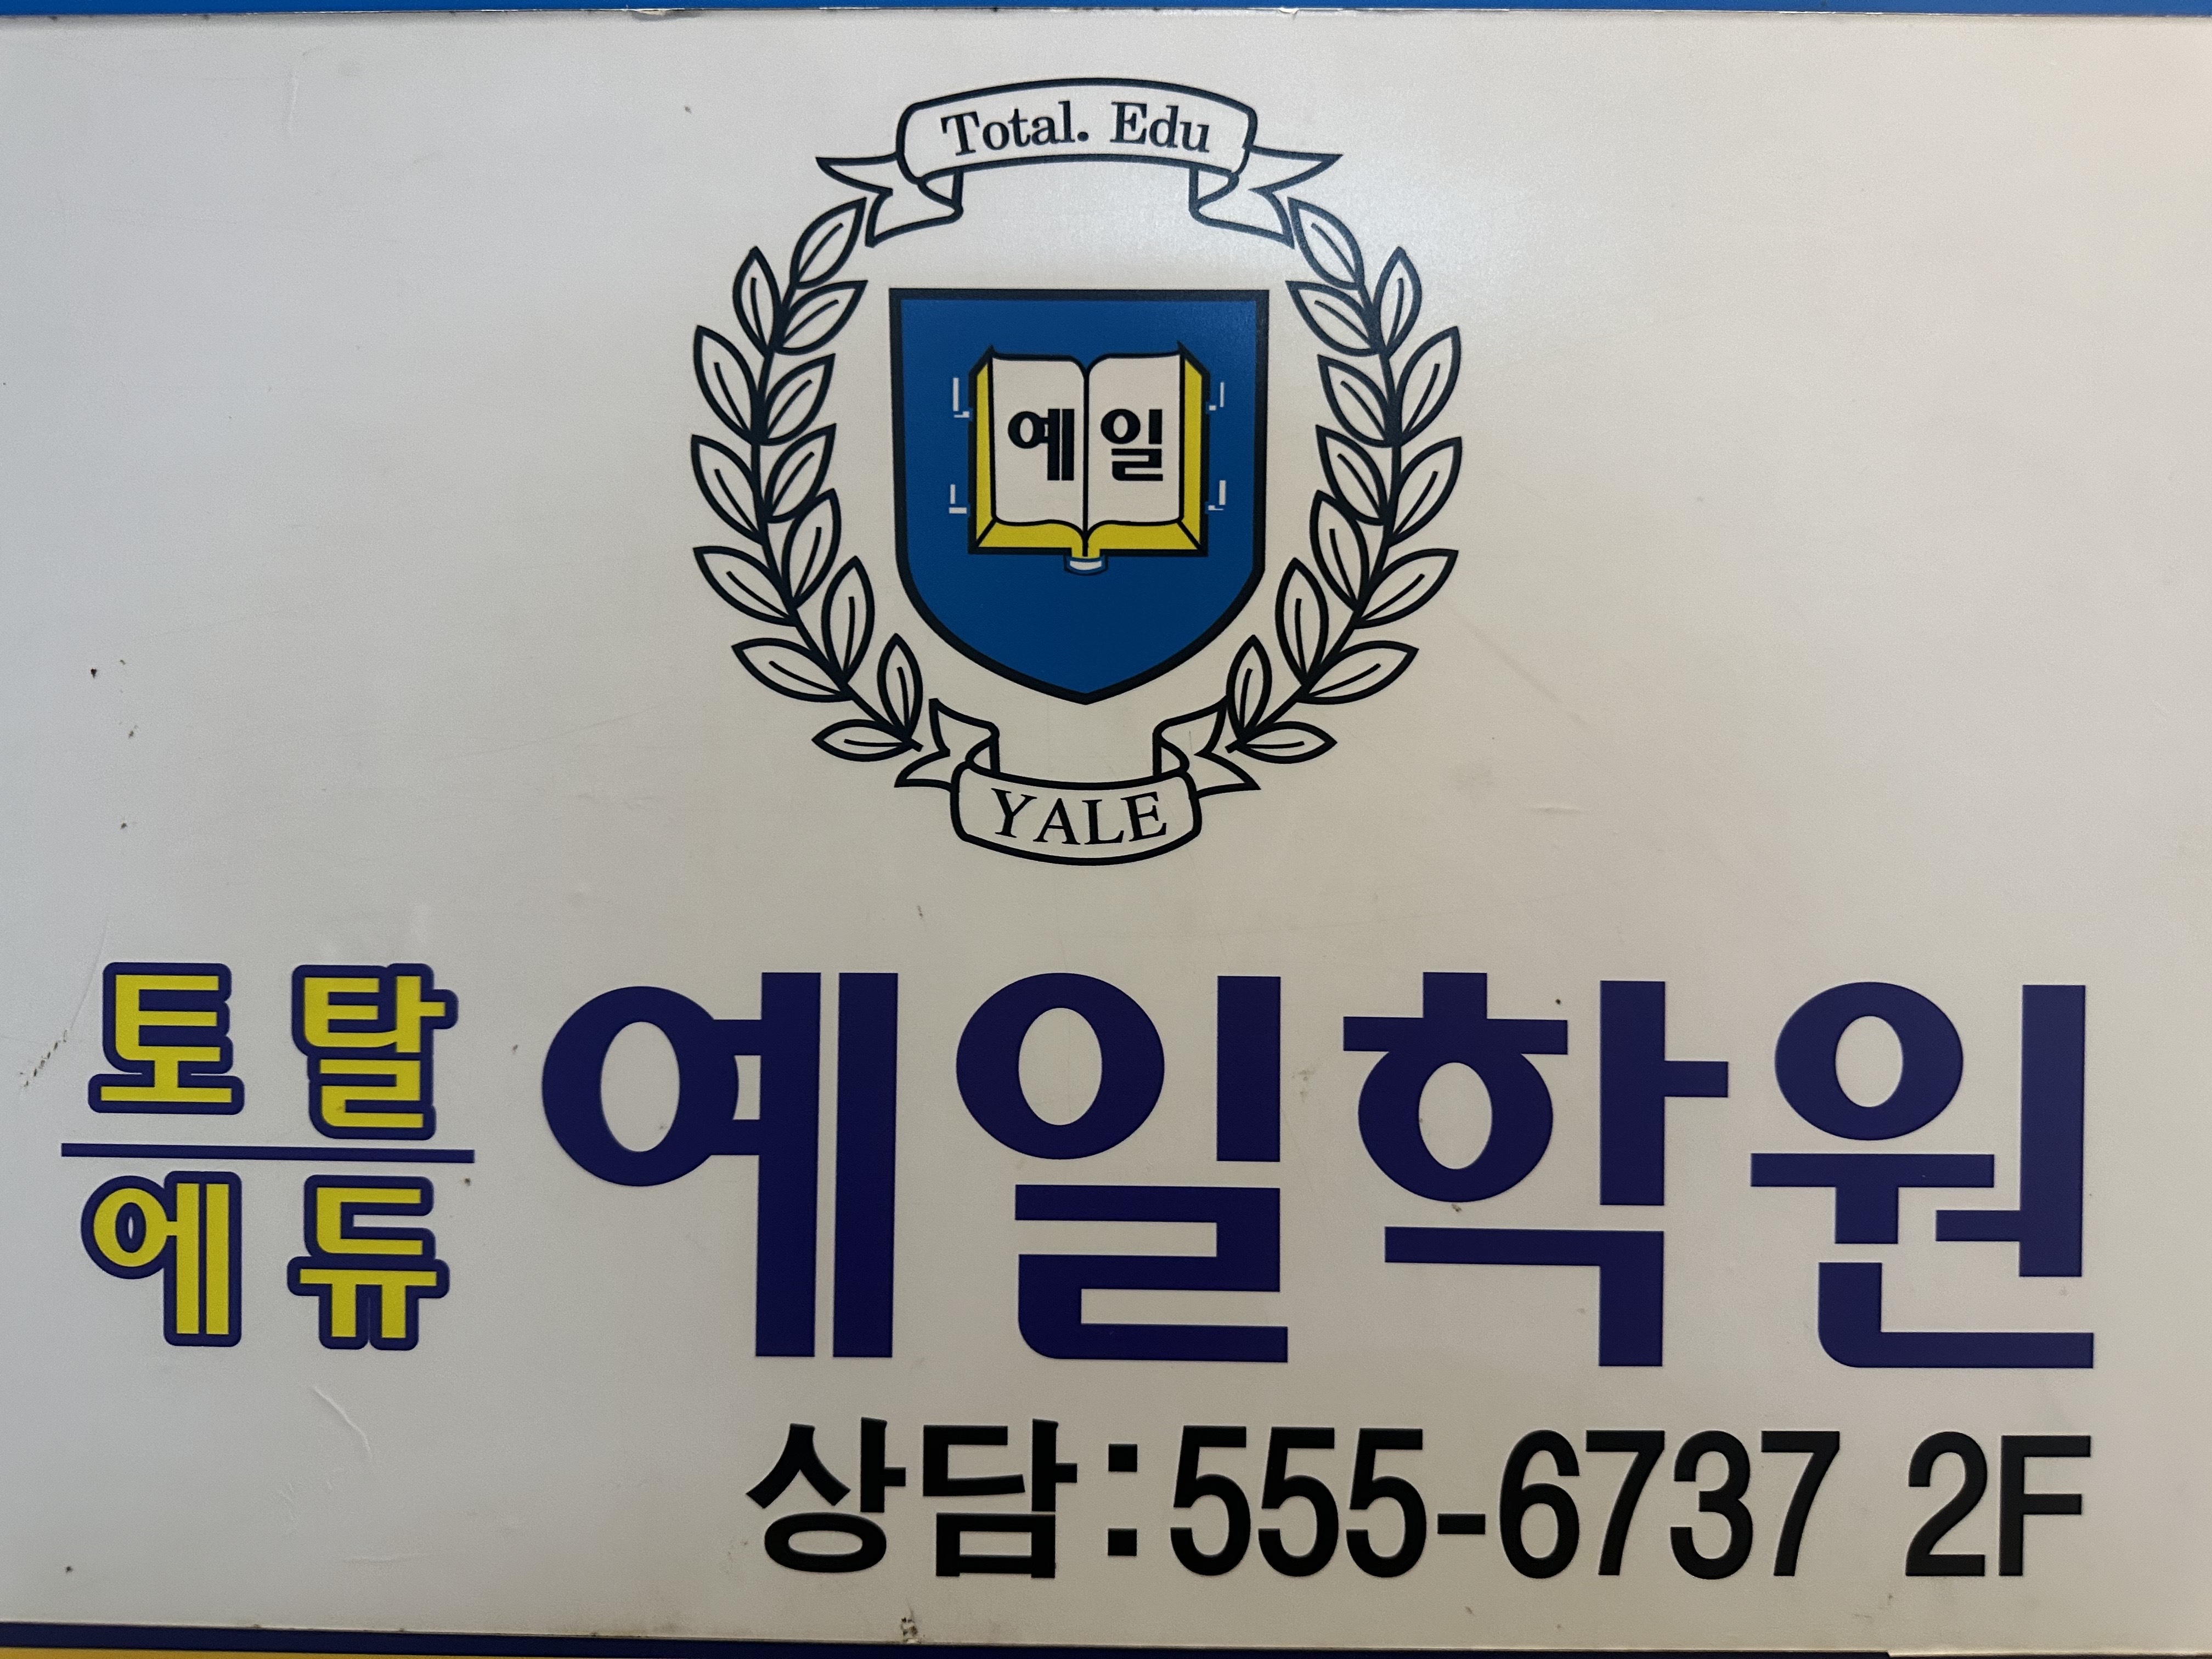 Total. Edu
예일
YALE
토탈
에듀
예일학원
상담:555-6737 2F